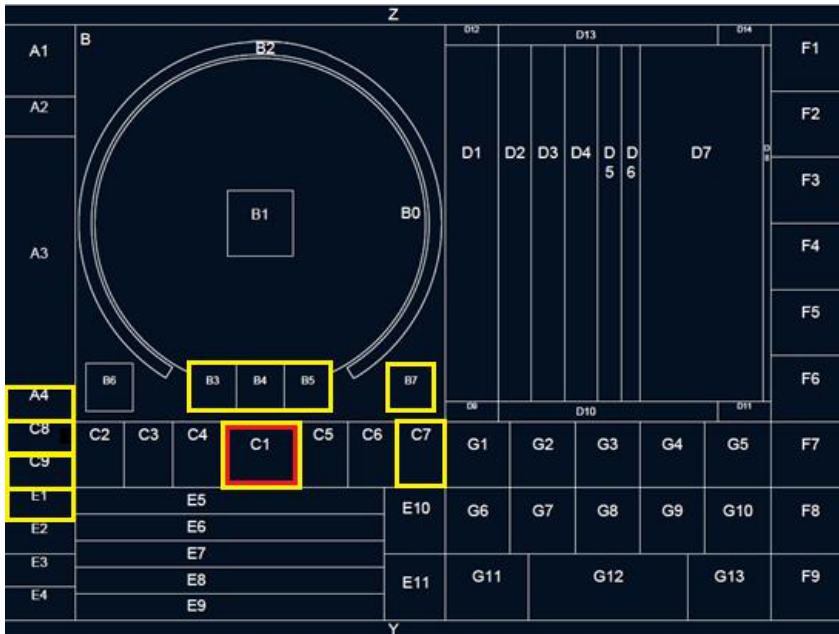 Z
D12 D13 D14
A1 B B2 F1
A2 F2
D1 D2 D3 D4 D5 D6 D7 D8
F3
B1 B0
A3 F4
F5
B6 B3 B4 B5 B7 F6
A4 D9 D10 D11
C8 C2 C3 C4 C1 C5 C6 C7 G1 G2 G3 G4 G5 F7
C9
E1 E5 E10 G6 G7 G8 G9 G10 F8
E2 E6
E3 E7
E8 E11 G11 G12 G13 F9
E4 E9
Y